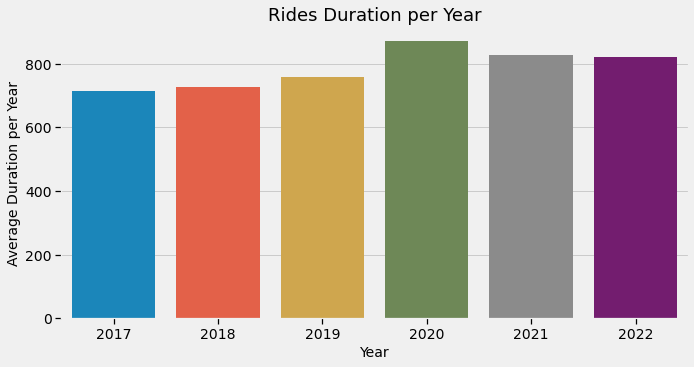 Rides Duration per Year
Average Duration per Year
800
600
400
200
0
2017 2018 2019 2020 2021 2022
Year